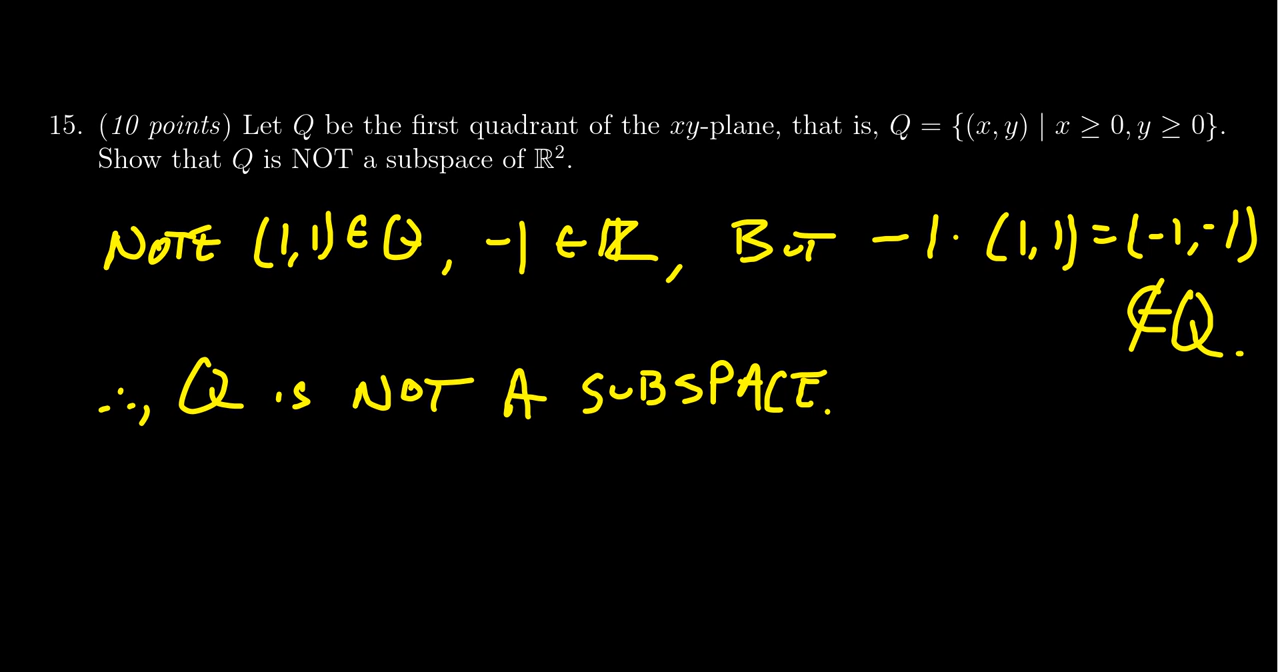 15. (10 points) Let Q be the first quadrant of the xy-plane, that is, Q = {(x, y) | x ≥ 0, y ≥ 0}.
Show that Q is NOT a subspace of ℝ².
NOTE (1,1) ∈ Q, -1 ∈ ℝ, BUT -1 · (1,1) = (-1,-1)
∉ Q.
∴, Q is NOT A SUBSPACE.